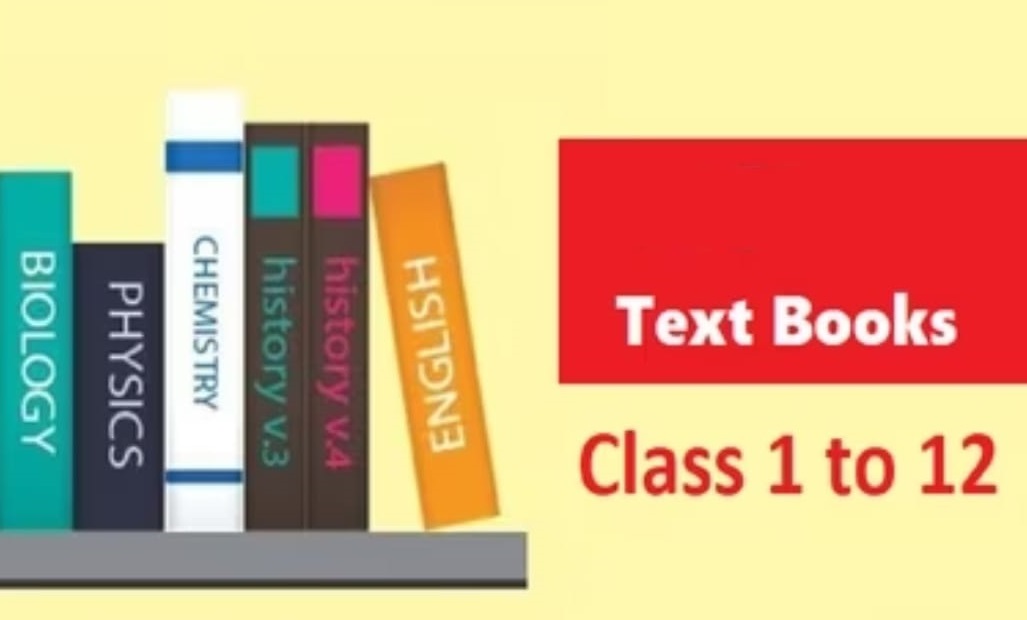 BIOLOGY
PHYSICS
CHEMISTRY
history v.3
history v.4
ENGLISH
Text Books
Class 1 to 12